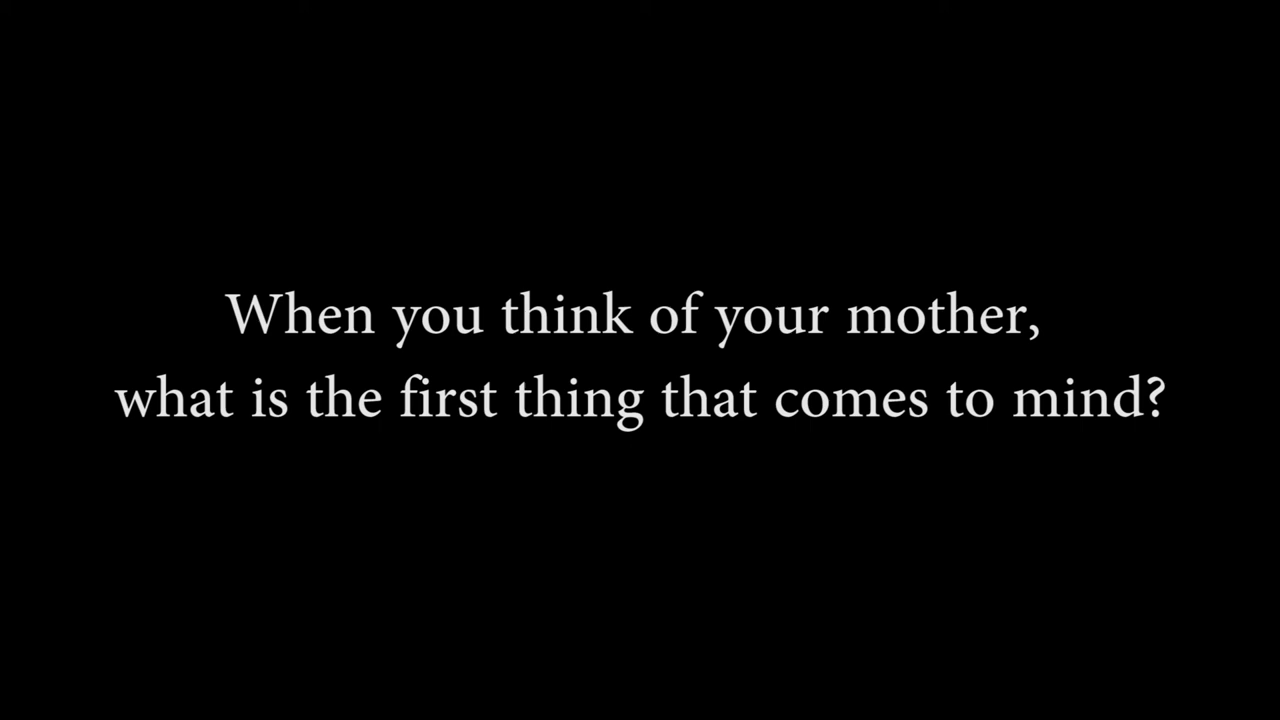 When you think of your mother,
what is the first thing that comes to mind?